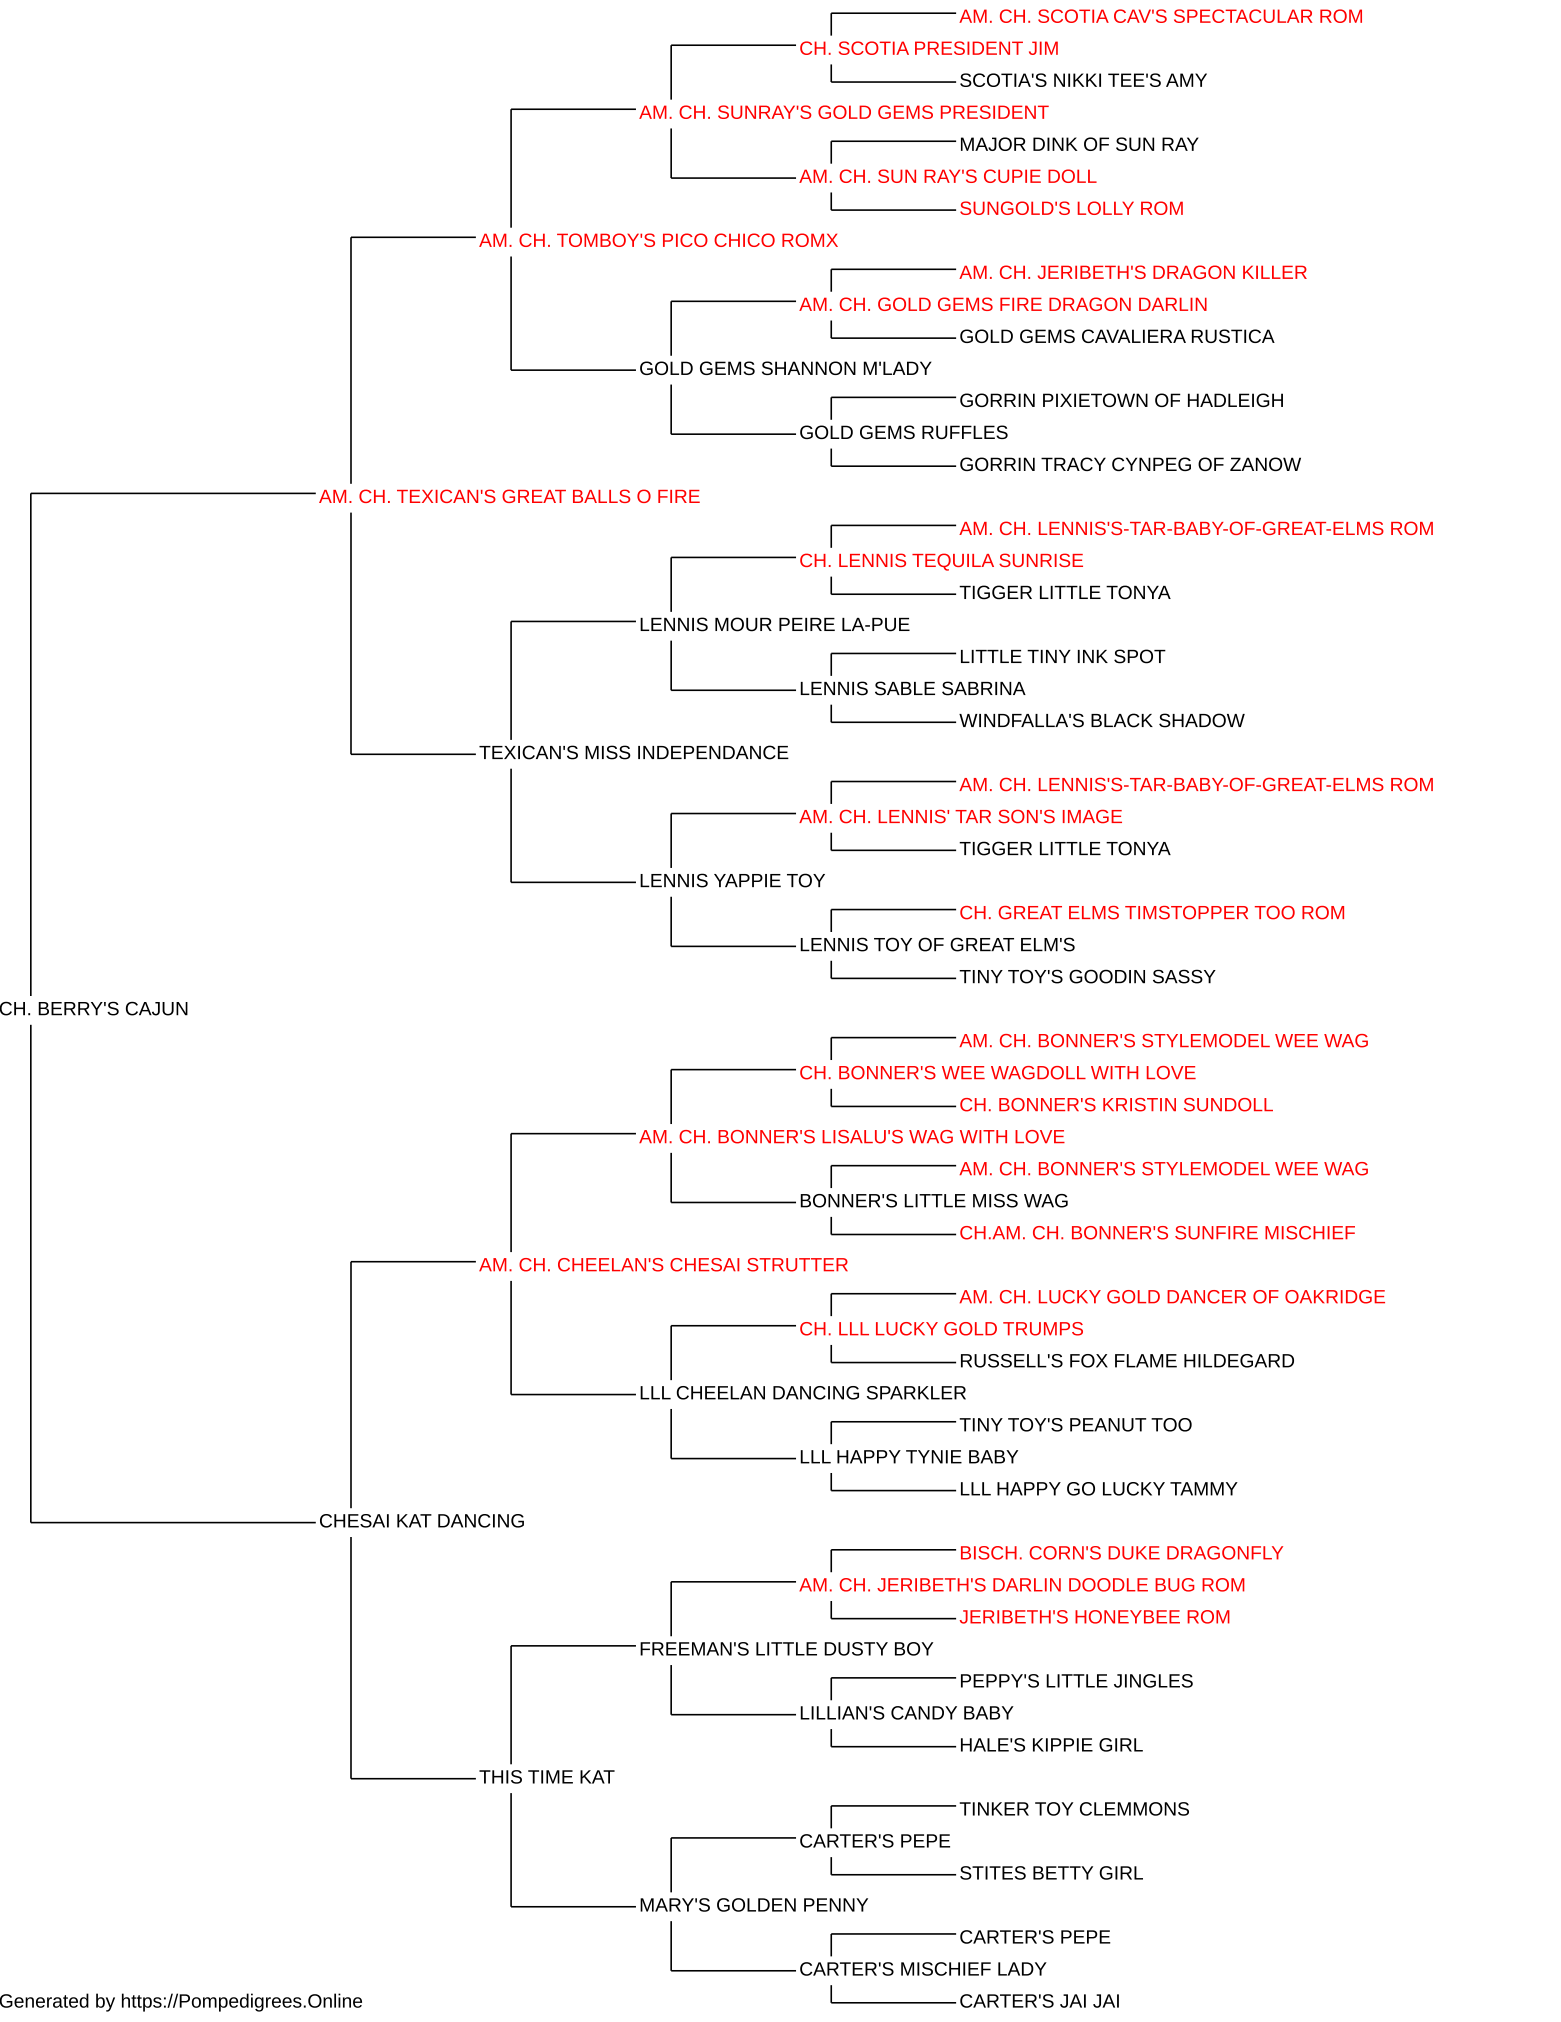 AM. CH. SCOTIA CAV'S SPECTACULAR ROM
CH. SCOTIA PRESIDENT JIM
SCOTIA'S NIKKI TEE'S AMY
AM. CH. SUNRAY'S GOLD GEMS PRESIDENT
MAJOR DINK OF SUN RAY
AM. CH. SUN RAY'S CUPIE DOLL
SUNGOLD'S LOLLY ROM
AM. CH. TOMBOY'S PICO CHICO ROMX
AM. CH. JERIBETH'S DRAGON KILLER
AM. CH. GOLD GEMS FIRE DRAGON DARLIN
GOLD GEMS CAVALIERA RUSTICA
GOLD GEMS SHANNON M'LADY
GORRIN PIXIETOWN OF HADLEIGH
GOLD GEMS RUFFLES
GORRIN TRACY CYNPEG OF ZANOW
AM. CH. TEXICAN'S GREAT BALLS O FIRE
AM. CH. LENNIS'S-TAR-BABY-OF-GREAT-ELMS ROM
CH. LENNIS TEQUILA SUNRISE
TIGGER LITTLE TONYA
LENNIS MOUR PEIRE LA-PUE
LITTLE TINY INK SPOT
LENNIS SABLE SABRINA
WINDFALLA'S BLACK SHADOW
TEXICAN'S MISS INDEPENDANCE
AM. CH. LENNIS'S-TAR-BABY-OF-GREAT-ELMS ROM
AM. CH. LENNIS' TAR SON'S IMAGE
TIGGER LITTLE TONYA
LENNIS YAPPIE TOY
CH. GREAT ELMS TIMSTOPPER TOO ROM
LENNIS TOY OF GREAT ELM'S
TINY TOY'S GOODIN SASSY
CH. BERRY'S CAJUN
AM. CH. BONNER'S STYLEMODEL WEE WAG
CH. BONNER'S WEE WAGDOLL WITH LOVE
CH. BONNER'S KRISTIN SUNDOLL
AM. CH. BONNER'S LISALU'S WAG WITH LOVE
AM. CH. BONNER'S STYLEMODEL WEE WAG
BONNER'S LITTLE MISS WAG
CH.AM. CH. BONNER'S SUNFIRE MISCHIEF
AM. CH. CHEELAN'S CHESAI STRUTTER
AM. CH. LUCKY GOLD DANCER OF OAKRIDGE
CH. LLL LUCKY GOLD TRUMPS
RUSSELL'S FOX FLAME HILDEGARD
LLL CHEELAN DANCING SPARKLER
TINY TOY'S PEANUT TOO
LLL HAPPY TYNIE BABY
LLL HAPPY GO LUCKY TAMMY
CHESAI KAT DANCING
BISCH. CORN'S DUKE DRAGONFLY
AM. CH. JERIBETH'S DARLIN DOODLE BUG ROM
JERIBETH'S HONEYBEE ROM
FREEMAN'S LITTLE DUSTY BOY
PEPPY'S LITTLE JINGLES
LILLIAN'S CANDY BABY
HALE'S KIPPIE GIRL
THIS TIME KAT
TINKER TOY CLEMMONS
CARTER'S PEPE
STITES BETTY GIRL
MARY'S GOLDEN PENNY
CARTER'S PEPE
CARTER'S MISCHIEF LADY
CARTER'S JAI JAI
Generated by https://Pompedigrees.Online